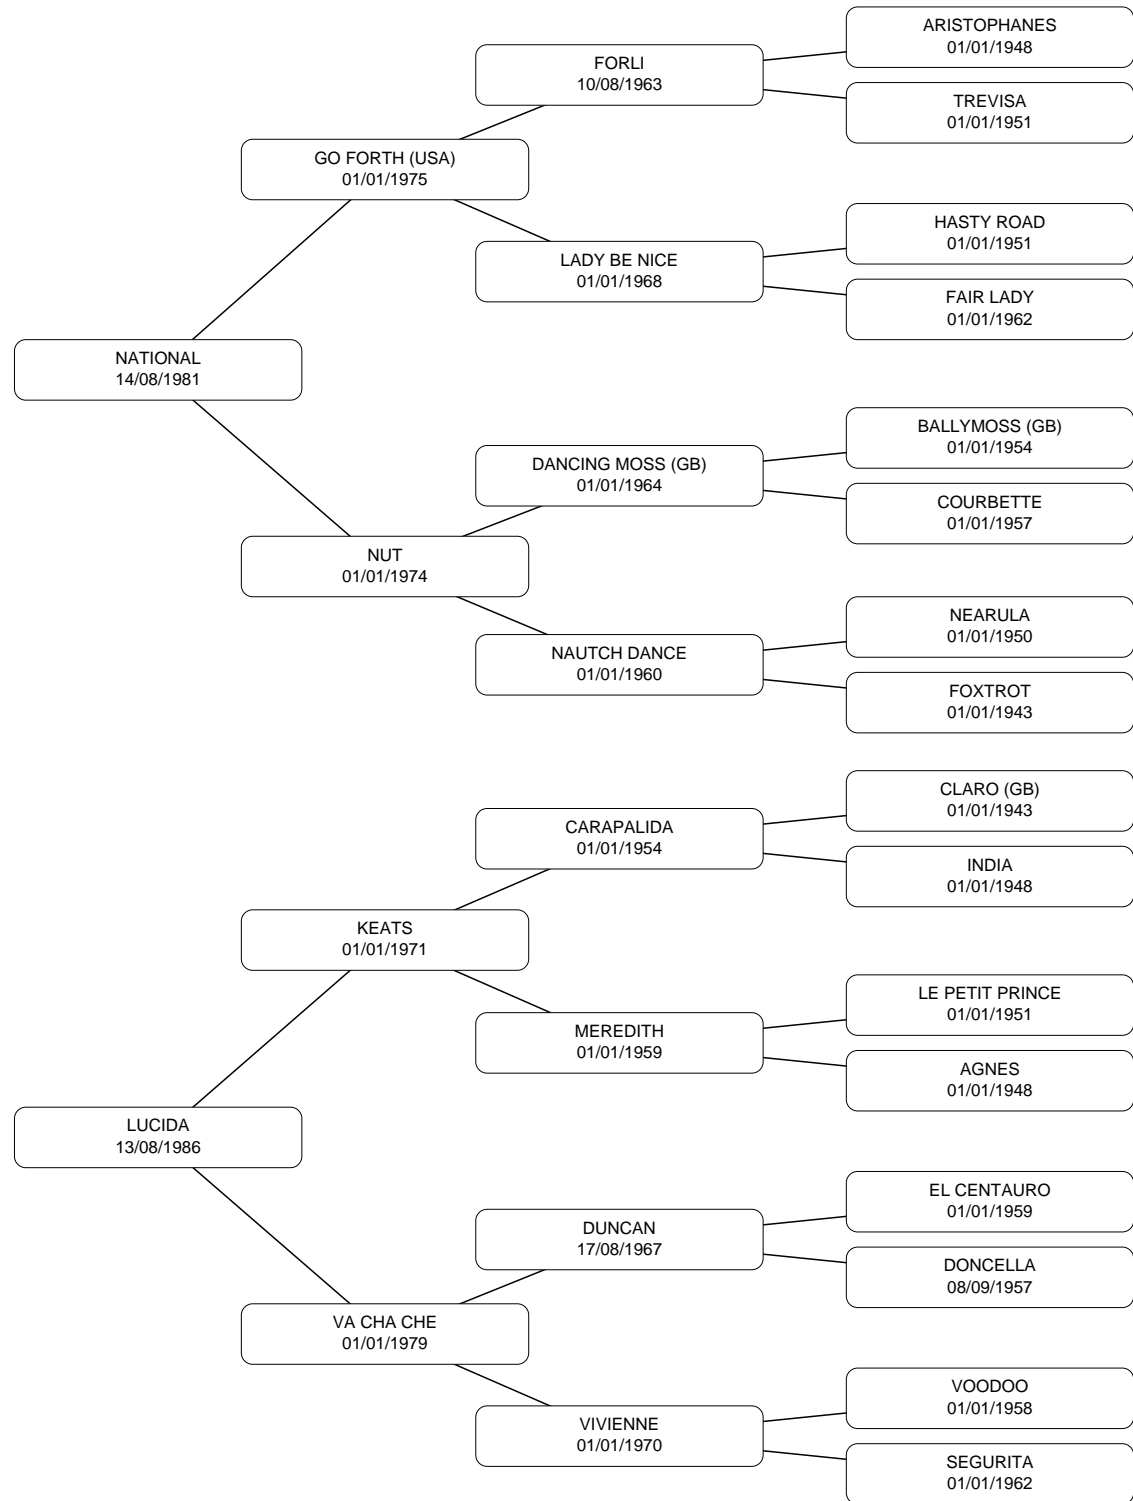 ARISTOPHANES
01/01/1948
FORLI
10/08/1963
TREVISA
01/01/1951
GO FORTH (USA)
01/01/1975
HASTY ROAD
01/01/1951
LADY BE NICE
01/01/1968
FAIR LADY
01/01/1962
NATIONAL
14/08/1981
BALLYMOSS (GB)
01/01/1954
DANCING MOSS (GB)
01/01/1964
COURBETTE
01/01/1957
NUT
01/01/1974
NEARULA
01/01/1950
NAUTCH DANCE
01/01/1960
FOXTROT
01/01/1943
CLARO (GB)
01/01/1943
CARAPALIDA
01/01/1954
INDIA
01/01/1948
KEATS
01/01/1971
LE PETIT PRINCE
01/01/1951
MEREDITH
01/01/1959
AGNES
01/01/1948
LUCIDA
13/08/1986
EL CENTAURO
01/01/1959
DUNCAN
17/08/1967
DONCELLA
08/09/1957
VA CHA CHE
01/01/1979
VOODOO
01/01/1958
VIVIENNE
01/01/1970
SEGURITA
01/01/1962